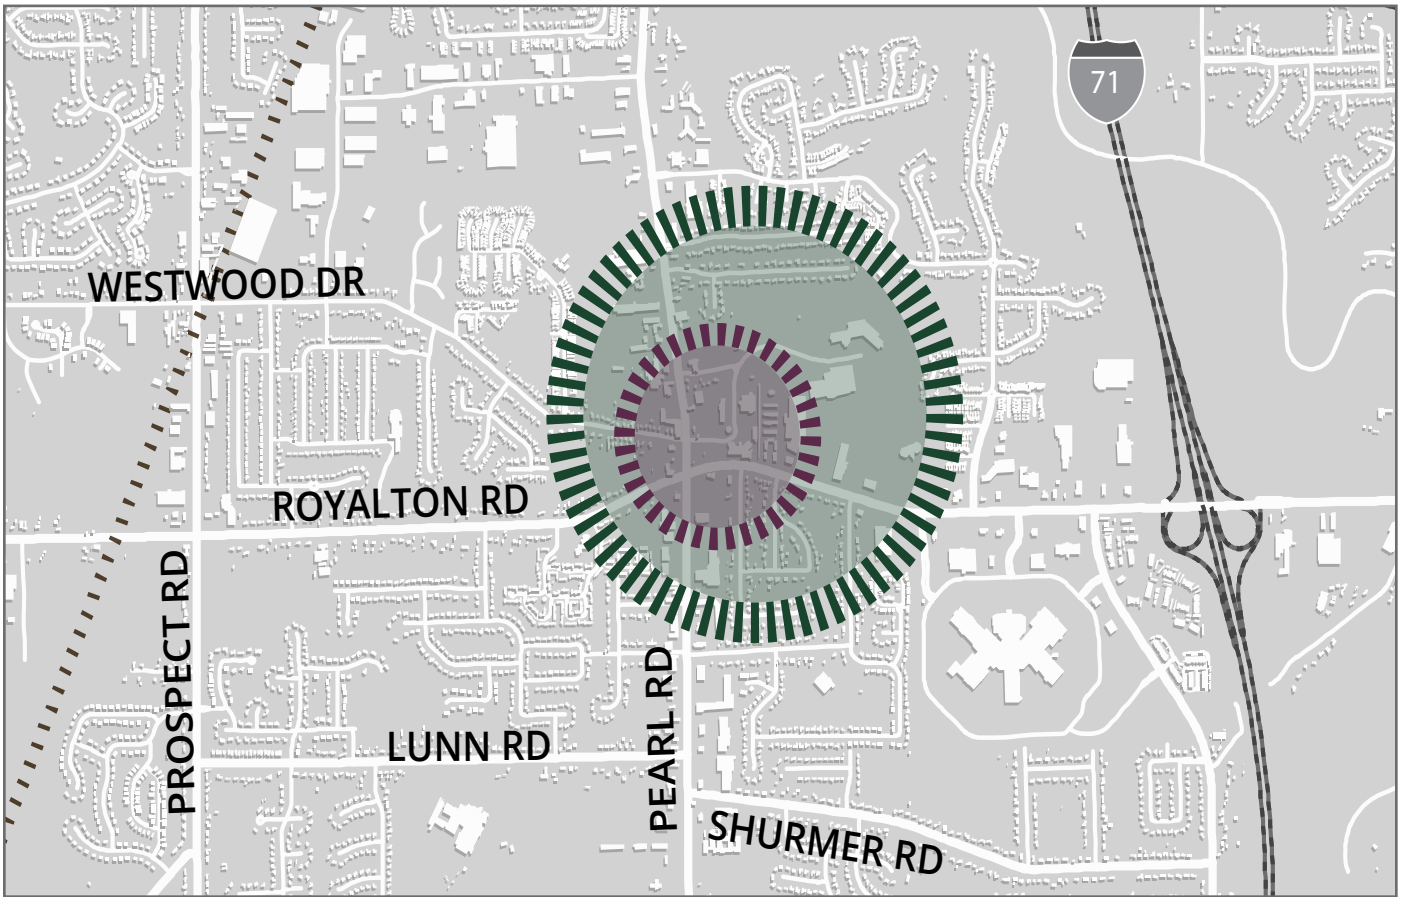 71
WESTWOOD DR
ROYALTON RD
PROSPECT RD
PEARL RD
LUNN RD
SHURMER RD